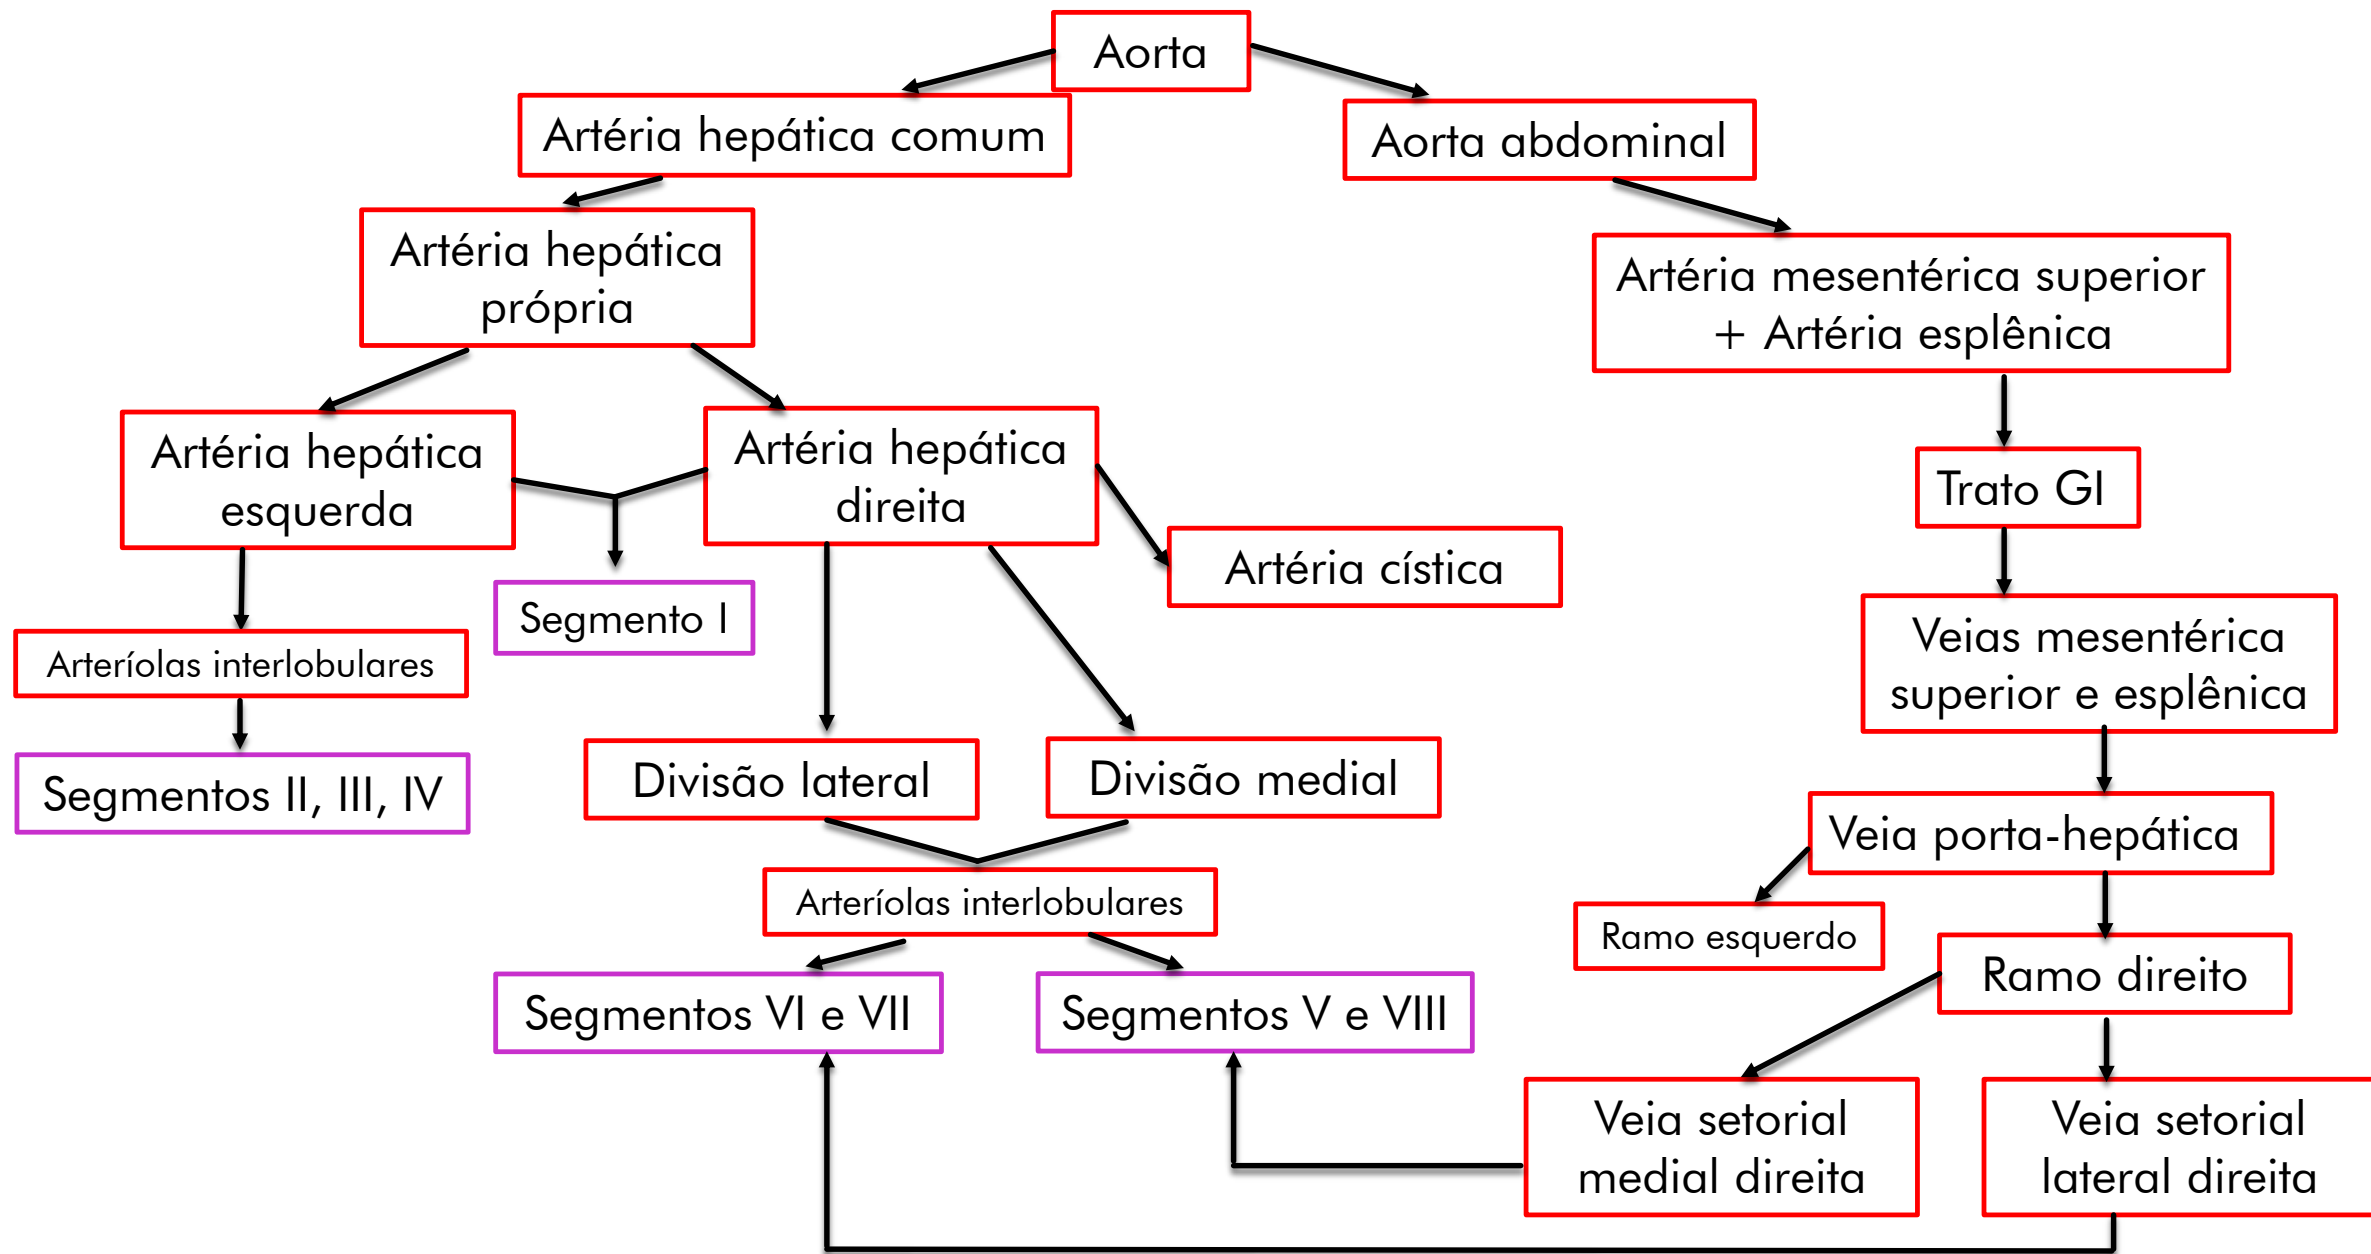 Aorta
Artéria hepática comum
Aorta abdominal
Artéria hepática
própria
Artéria mesentérica superior
+ Artéria esplênica
Artéria hepática
esquerda
Artéria hepática
direita
Trato GI
Artéria cística
Segmento I
Arteríolas interlobulares
Veias mesentérica
superior e esplênica
Segmentos II, III, IV
Divisão lateral
Divisão medial
Veia porta-hepática
Arteríolas interlobulares
Ramo esquerdo
Ramo direito
Segmentos VI e VII
Segmentos V e VIII
Veia setorial
medial direita
Veia setorial
lateral direita